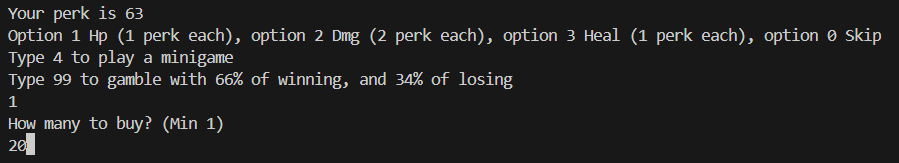 Your perk is 63
Option 1 Hp (1 perk each), option 2 Dmg (2 perk each), option 3 Heal (1 perk each), option 0 Skip
Type 4 to play a minigame
Type 99 to gamble with 66% of winning, and 34% of losing
1
How many to buy? (Min 1)
20